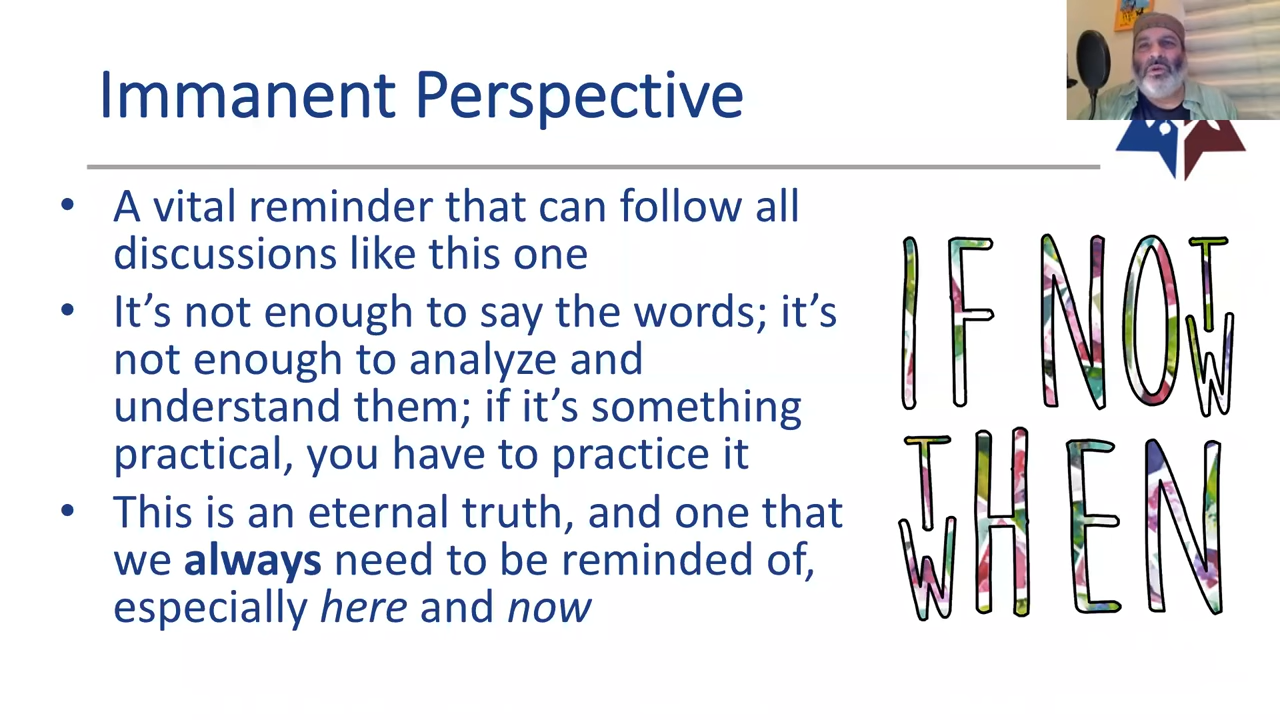 Immanent Perspective
• A vital reminder that can follow all
discussions like this one
• It’s not enough to say the words; it’s
not enough to analyze and
understand them; if it’s something
practical, you have to practice it
• This is an eternal truth, and one that
we always need to be reminded of,
especially here and now
IF NOT
W
T
WHEN